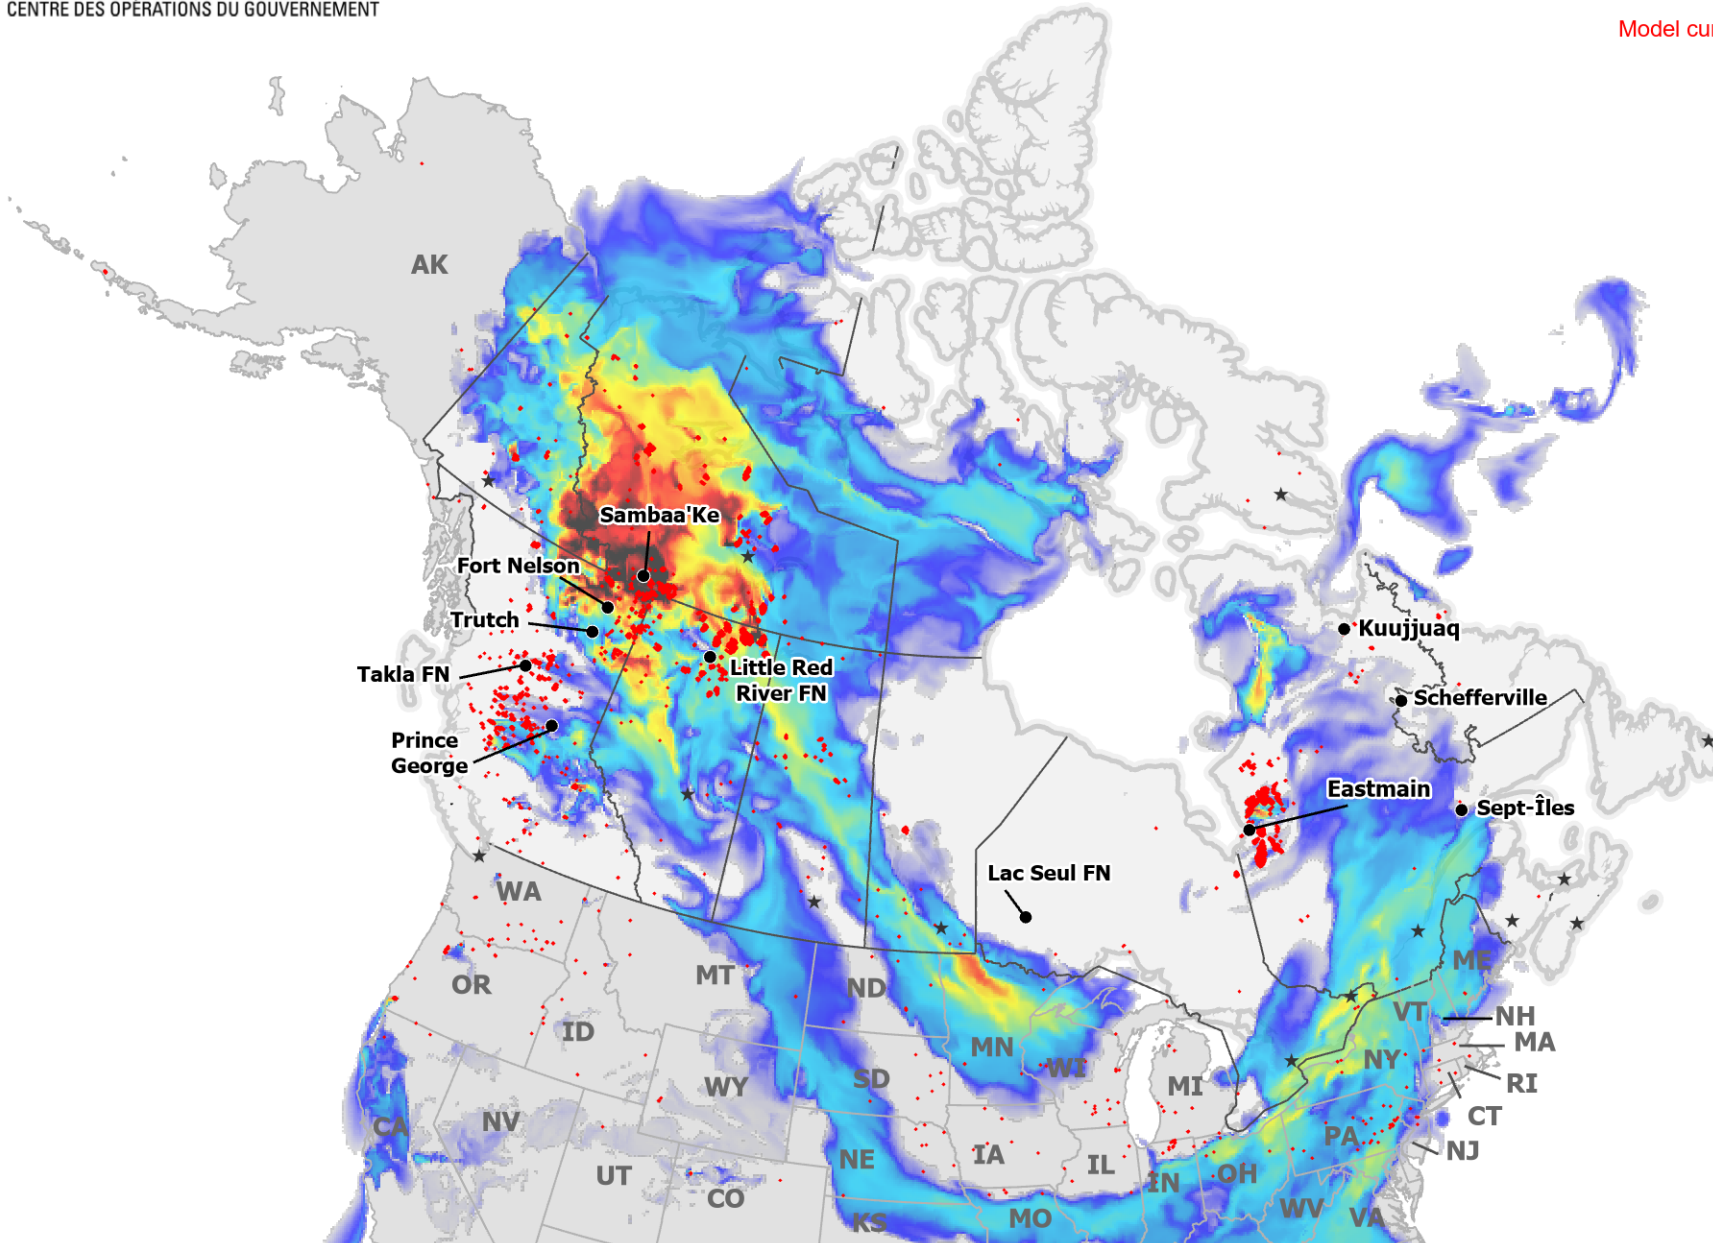 CENTRE DES OPÉRATIONS DU GOUVERNEMENT
Model cur
AK
Sambaa'Ke
Fort Nelson
Trutch
Takla FN
Little Red
River FN
Prince
George
Kuujjuaq
Schefferville
Eastmain
Sept-Îles
Lac Seul FN
WA
OR
MT
ND
ID
MN
WI
MI
SD
WY
NV
CA
UT
CO
NE
IA
IL
IN
OH
KS
MO
WV
VA
PA
NY
VT
ME
NH
MA
RI
CT
NJ